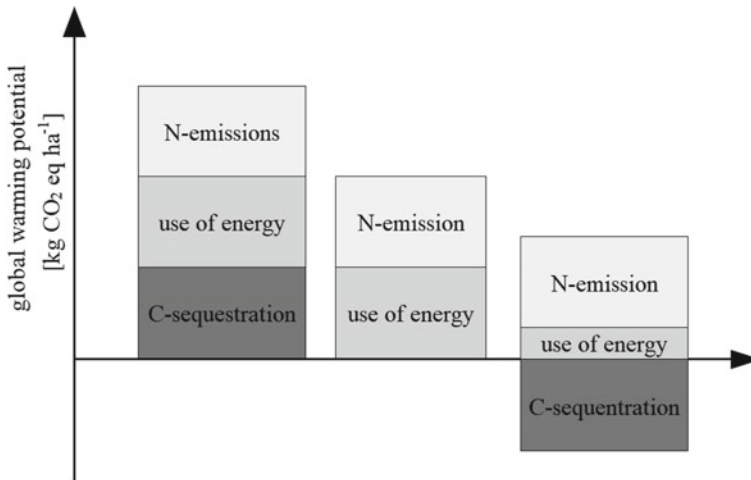 global warming potential
[kg CO₂ eq ha⁻¹]
N-emissions
use of energy
C-sequestration
N-emission
use of energy
N-emission
use of energy
C-sequentration